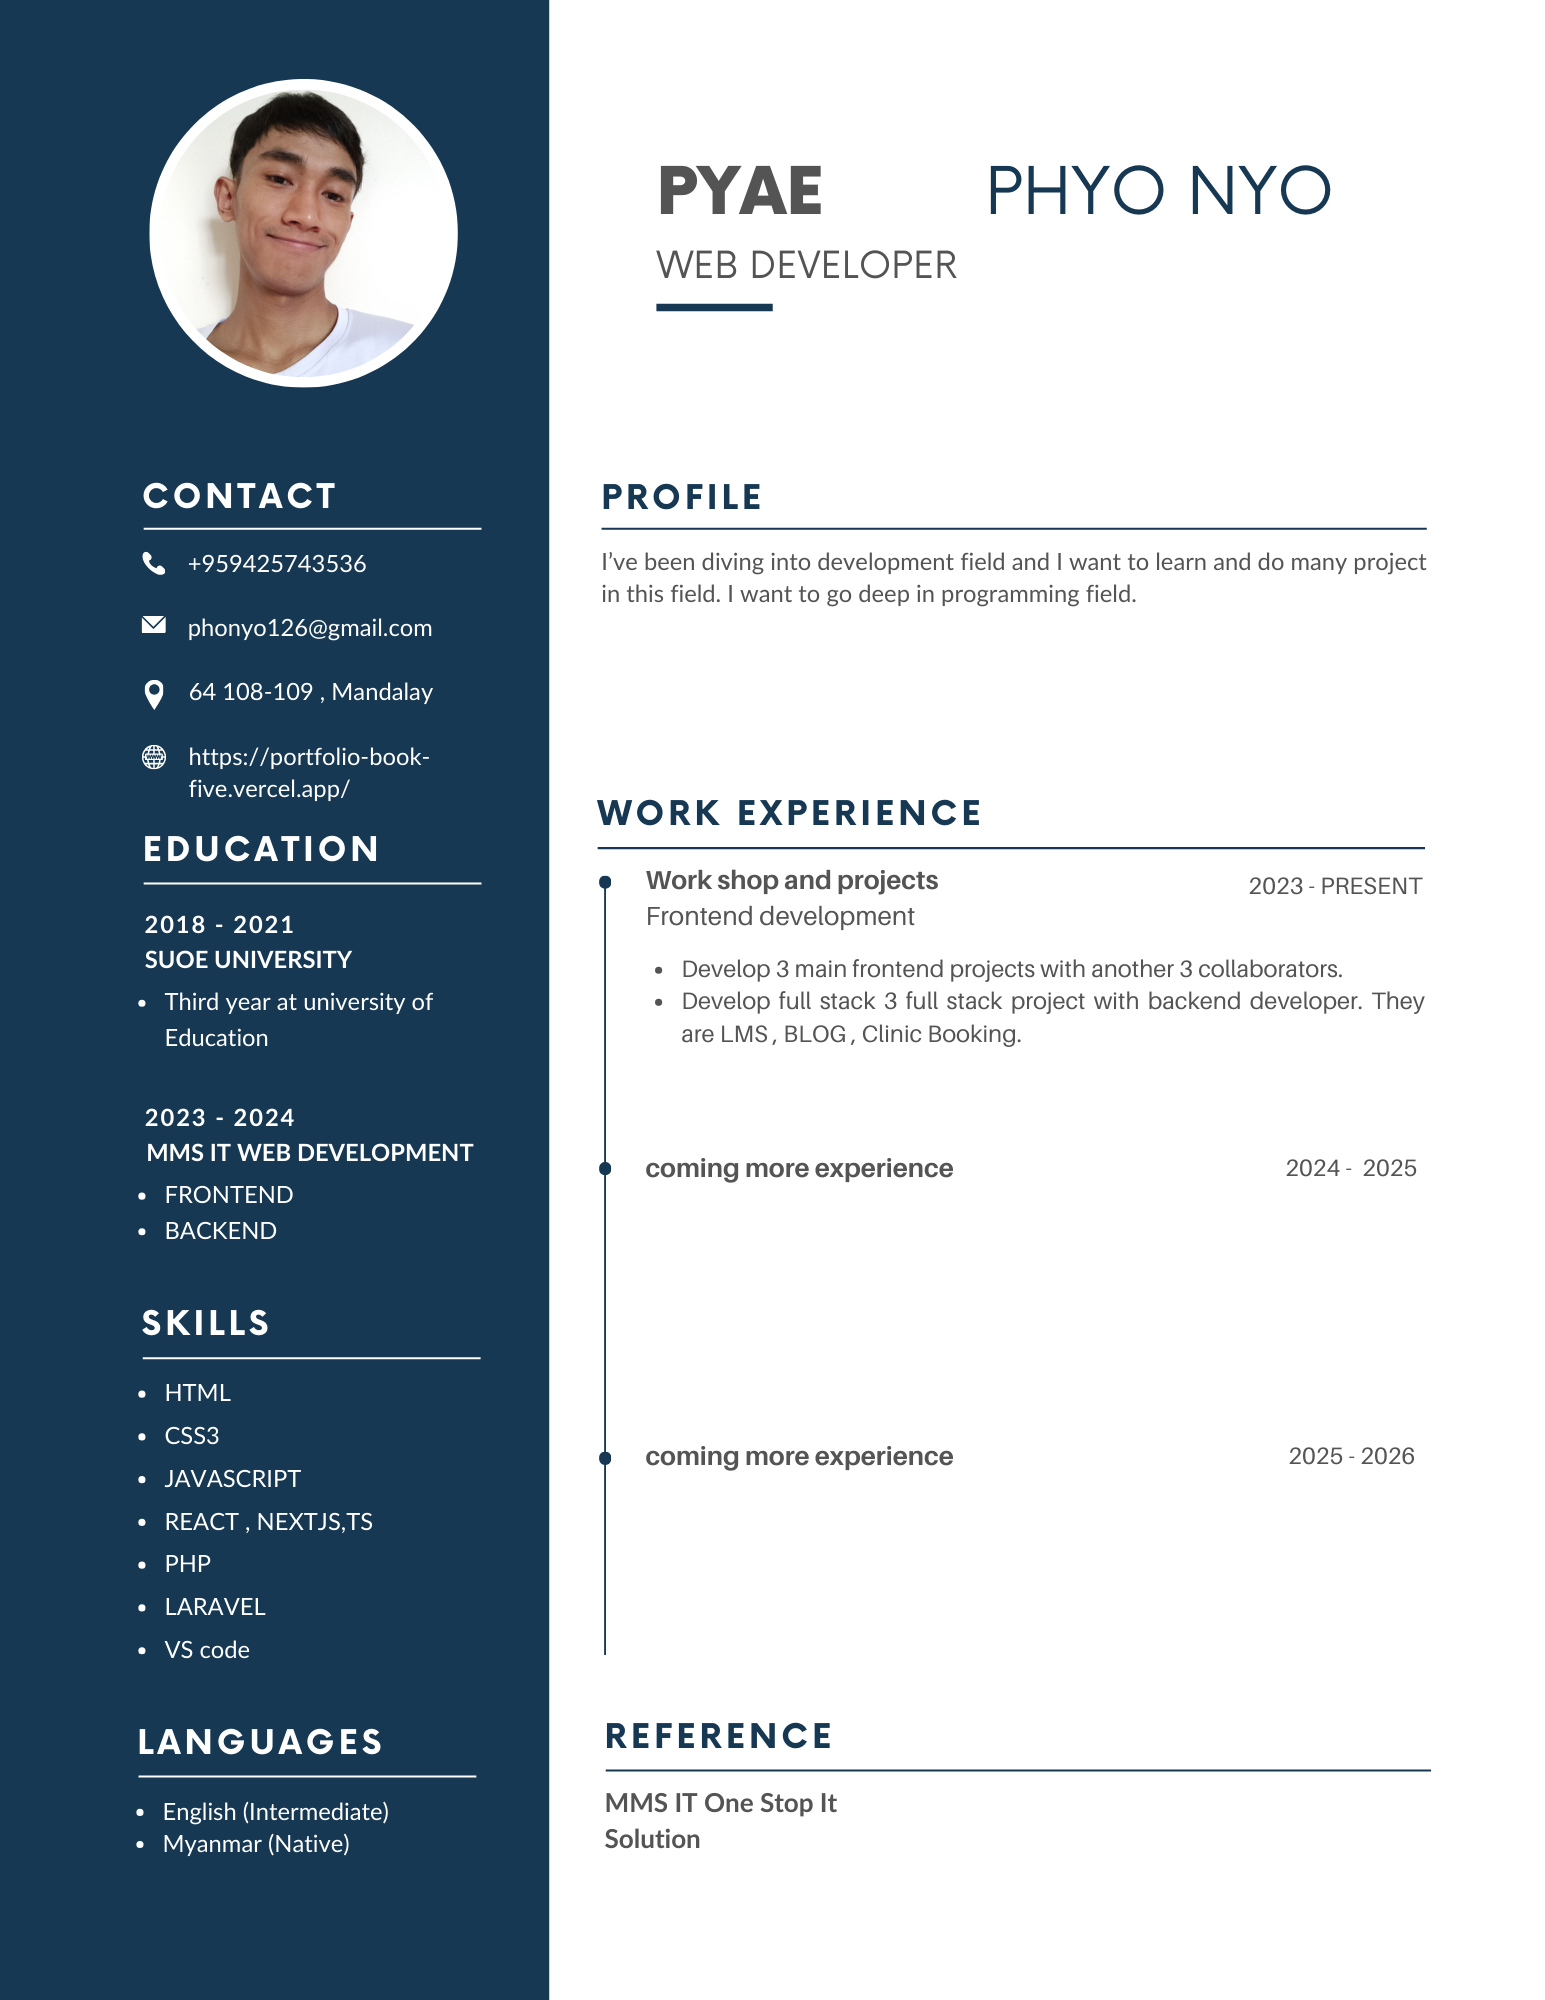 PYAE PHYO NYO
WEB DEVELOPER
CONTACT
+959425743536
phonyo126@gmail.com
64 108-109 , Mandalay
https://portfolio-book-
five.vercel.app/
EDUCATION
2018 - 2021
SUOE UNIVERSITY
• Third year at university of
Education
2023 - 2024
MMS IT WEB DEVELOPMENT
• FRONTEND
• BACKEND
SKILLS
• HTML
• CSS3
• JAVASCRIPT
• REACT , NEXTJS,TS
• PHP
• LARAVEL
• VS code
LANGUAGES
• English (Intermediate)
• Myanmar (Native)
PROFILE
I’ve been diving into development field and I want to learn and do many project
in this field. I want to go deep in programming field.
WORK EXPERIENCE
Work shop and projects 2023 - PRESENT
Frontend development
• Develop 3 main frontend projects with another 3 collaborators.
• Develop full stack 3 full stack project with backend developer. They
are LMS , BLOG , Clinic Booking.
coming more experience 2024 - 2025
coming more experience 2025 - 2026
REFERENCE
MMS IT One Stop It
Solution